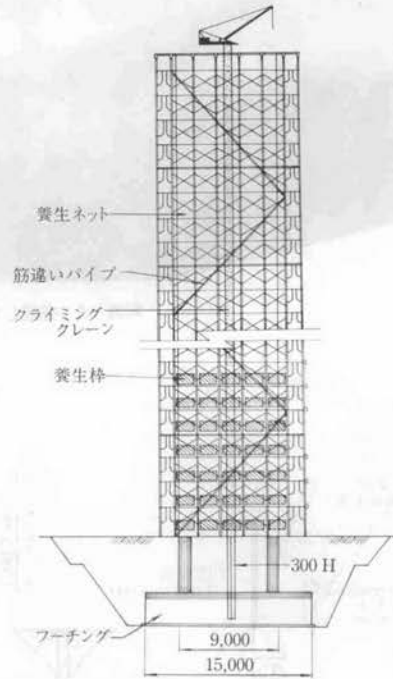 養生ネット
筋違いパイプ
クライミング
クレーン
養生枠
300 H
フーチング
9,000
15,000